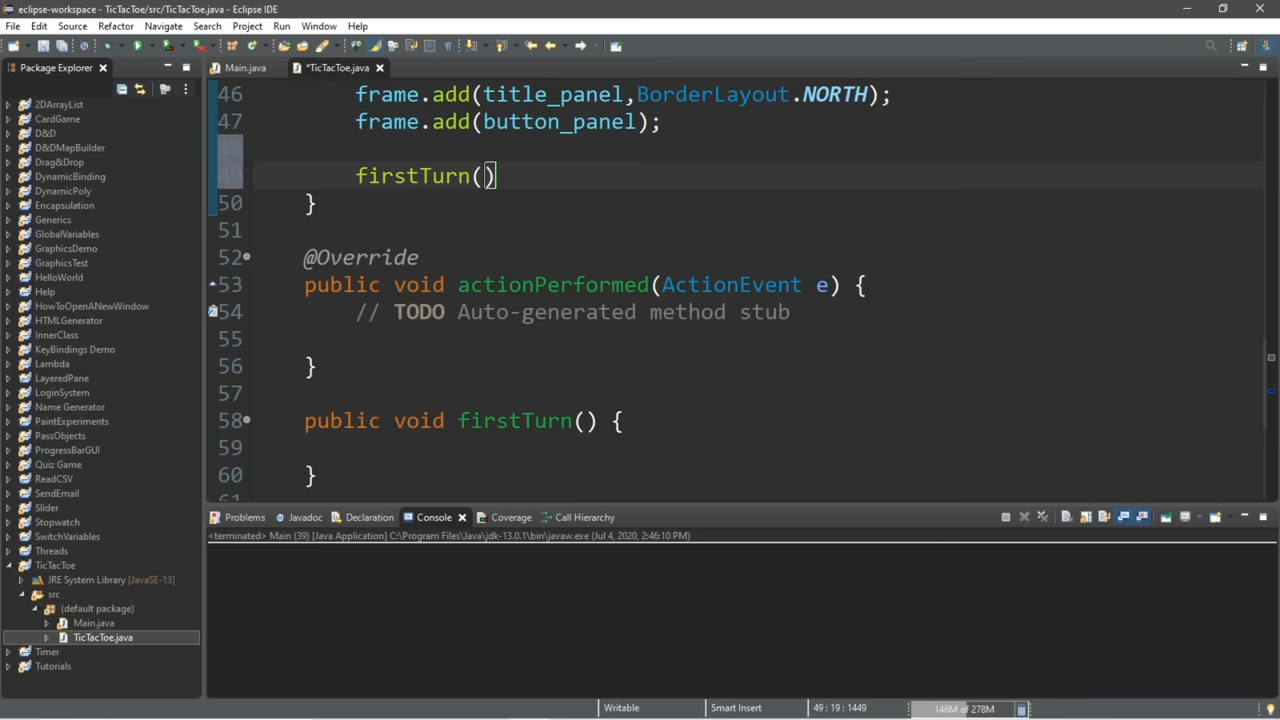 eclipse-workspace - TicTacToe/src/TicTacToe.java - Eclipse IDE
File Edit Source Refactor Navigate Search Project Run Window Help
Package Explorer
Main.java
*TicTacToe.java
2DArrayList
CardGame
D&D
D&DMapBuilder
Drag&Drop
DynamicBinding
DynamicPoly
Encapsulation
Generics
GlobalVariables
GraphicsDemo
GraphicsTest
HelloWorld
Help
HowToOpenANewWindow
HTMLGenerator
InnerClass
KeyBindings Demo
Lambda
LayeredPane
LoginSystem
Name Generator
PaintExperiments
PassObjects
ProgressBarGUI
Quiz Game
ReadCSV
SendEmail
Slider
Stopwatch
SwitchVariables
Threads
TicTacToe
JRE System Library [JavaSE-13]
src
(default package)
Main.java
TicTacToe.java
Timer
Tutorials
46 frame.add(title_panel,BorderLayout.NORTH);
47 frame.add(button_panel);
48
49 firstTurn()
50 }
51
52 @Override
53 public void actionPerformed(ActionEvent e) {
54 // TODO Auto-generated method stub
55
56 }
57
58 public void firstTurn() {
59
60 }
61
Problems Javadoc Declaration Console Coverage Call Hierarchy
<terminated> Main (39) [Java Application] C:\Program Files\Java\jdk-13.0.1\bin\javaw.exe (Jul 4, 2020, 2:46:10 PM)
Writable Smart Insert 49 : 19 : 1449 146M of 278M